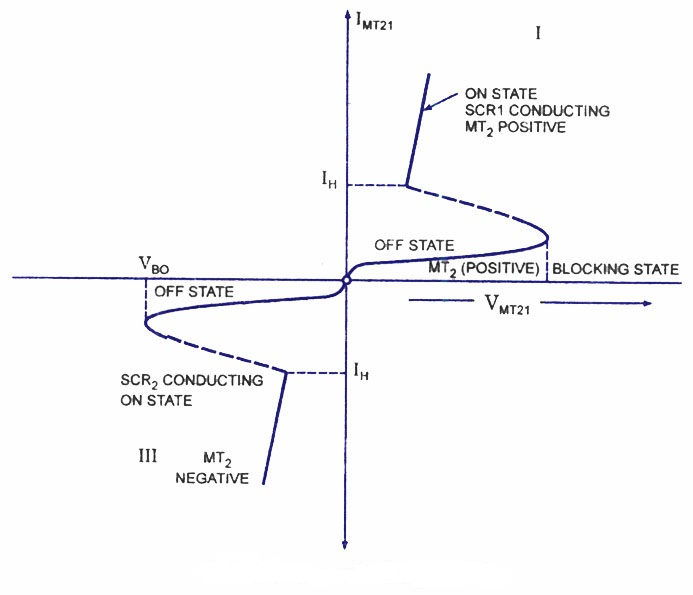 I_MT21
I
ON STATE
SCR1 CONDUCTING
MT₂ POSITIVE
I_H
OFF STATE
V_BO
MT₂ (POSITIVE) BLOCKING STATE
OFF STATE
V_MT21
I_H
SCR₂ CONDUCTING
ON STATE
III
MT₂
NEGATIVE